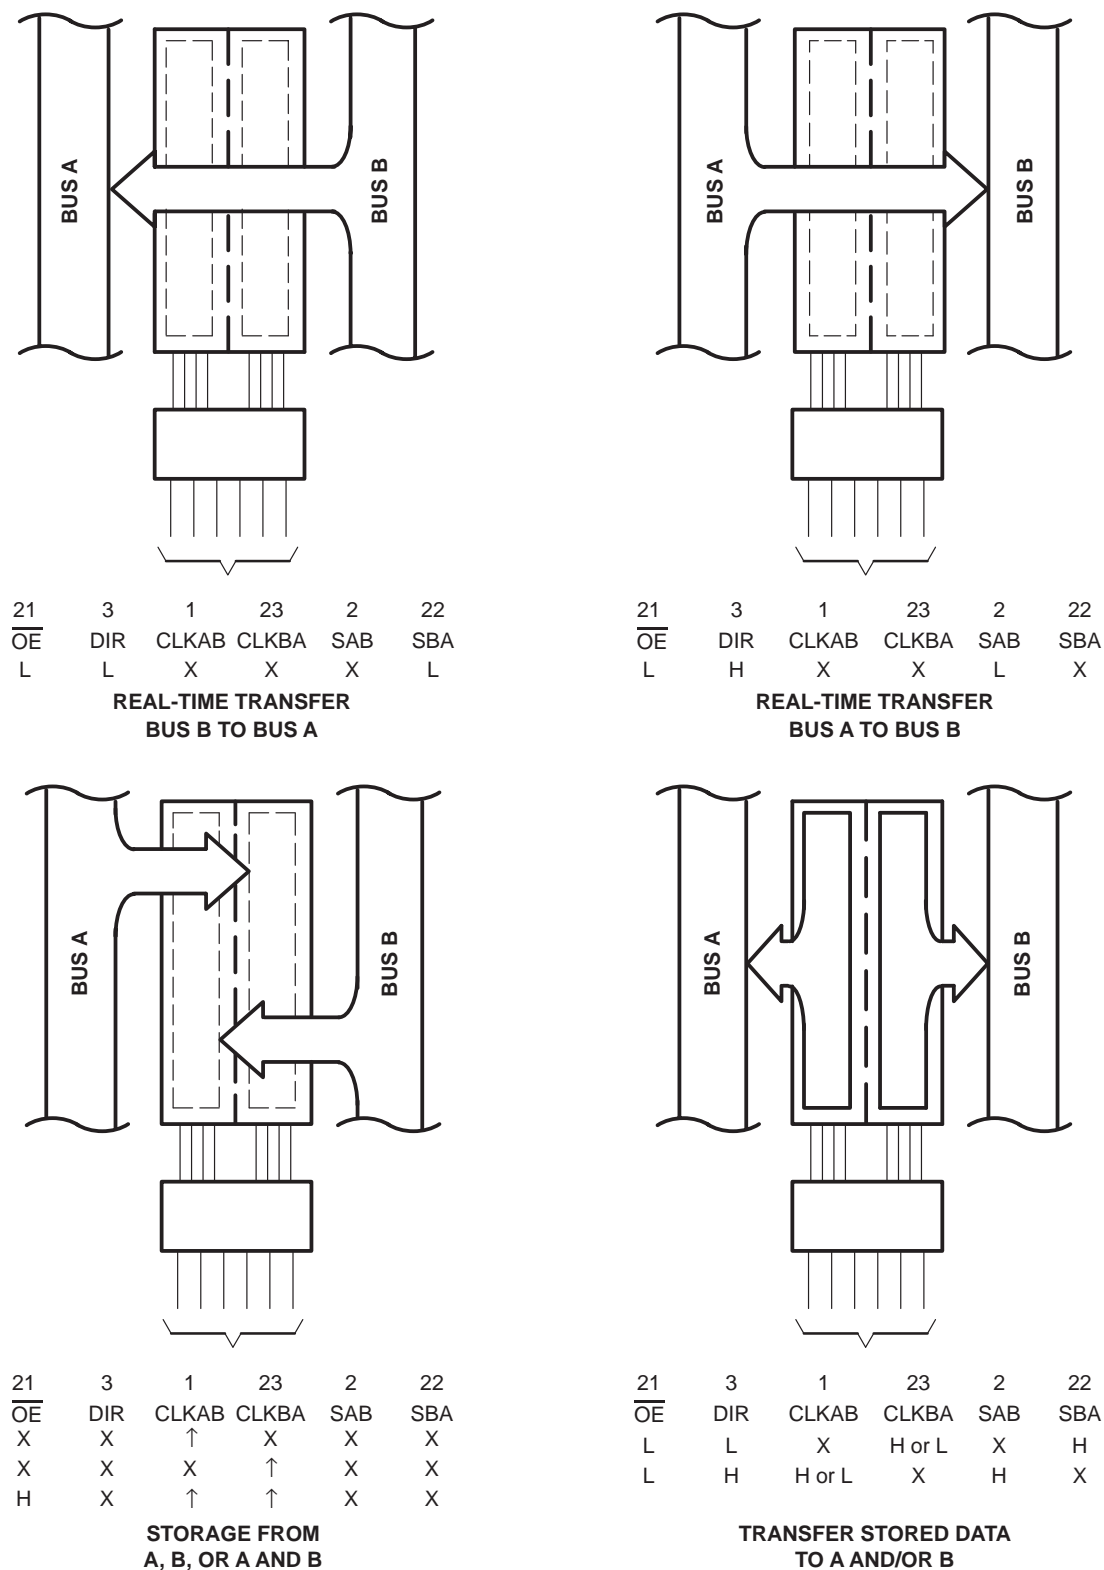 BUS A
BUS B
21 3 1 23 2 22
OE DIR CLKAB CLKBA SAB SBA
L L X X X L
REAL-TIME TRANSFER
BUS B TO BUS A
BUS A
BUS B
21 3 1 23 2 22
OE DIR CLKAB CLKBA SAB SBA
L H X X L X
REAL-TIME TRANSFER
BUS A TO BUS B
BUS A
BUS B
21 3 1 23 2 22
OE DIR CLKAB CLKBA SAB SBA
X X ↑ X X X
X X X ↑ X X
H X ↑ ↑ X X
STORAGE FROM
A, B, OR A AND B
BUS A
BUS B
21 3 1 23 2 22
OE DIR CLKAB CLKBA SAB SBA
L L X H or L X H
L H H or L X H X
TRANSFER STORED DATA
TO A AND/OR B